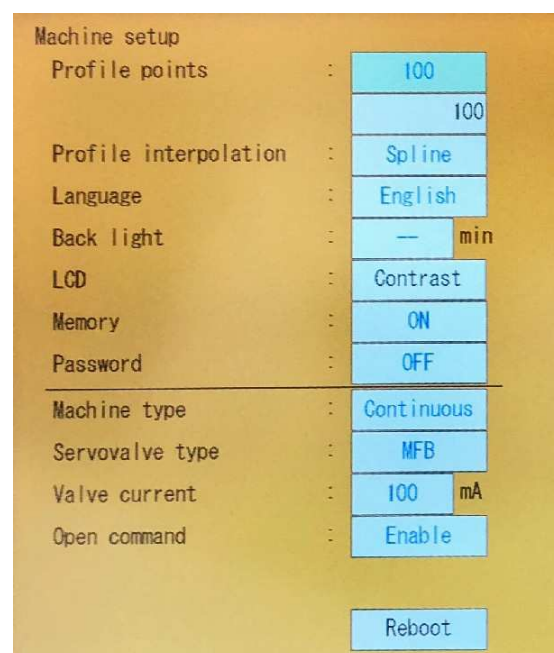 Machine setup
Profile points : 100
100
Profile interpolation : Spline
Language : English
Back light : -- min
LCD : Contrast
Memory : ON
Password : OFF
Machine type : Continuous
Servovalve type : MFB
Valve current : 100 mA
Open command : Enable
Reboot